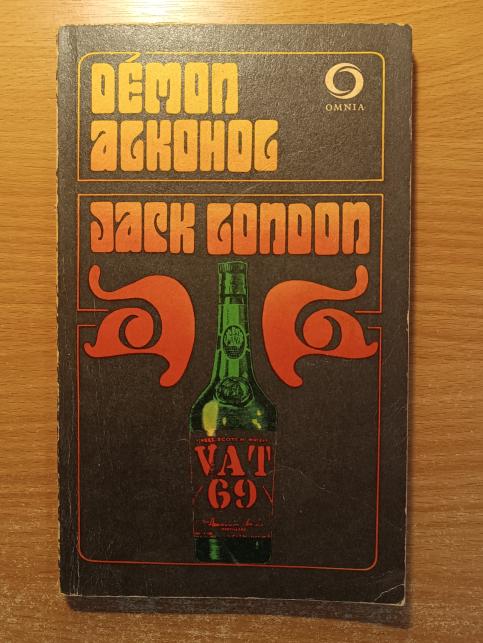 DÉMON
ALKOHOL
OMNIA
JACK LONDON
VAT
69